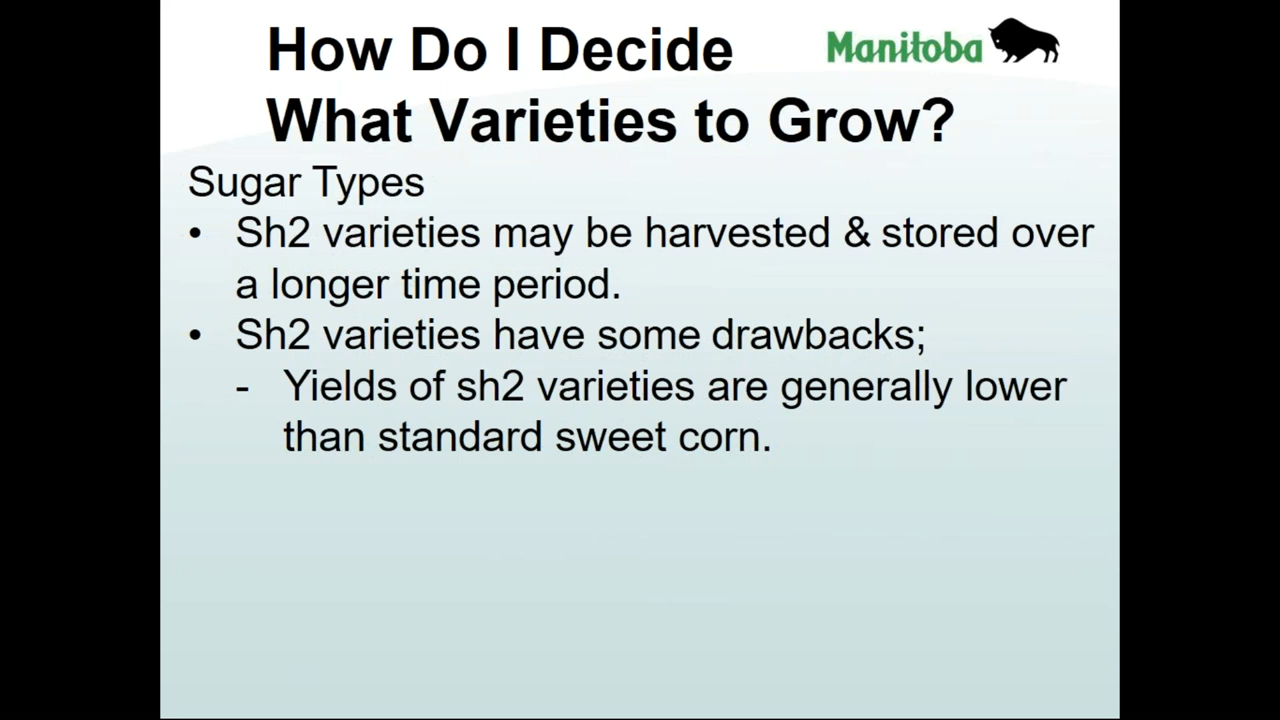 How Do I Decide
Manitoba
What Varieties to Grow?
Sugar Types
• Sh2 varieties may be harvested & stored over
a longer time period.
• Sh2 varieties have some drawbacks;
- Yields of sh2 varieties are generally lower
than standard sweet corn.